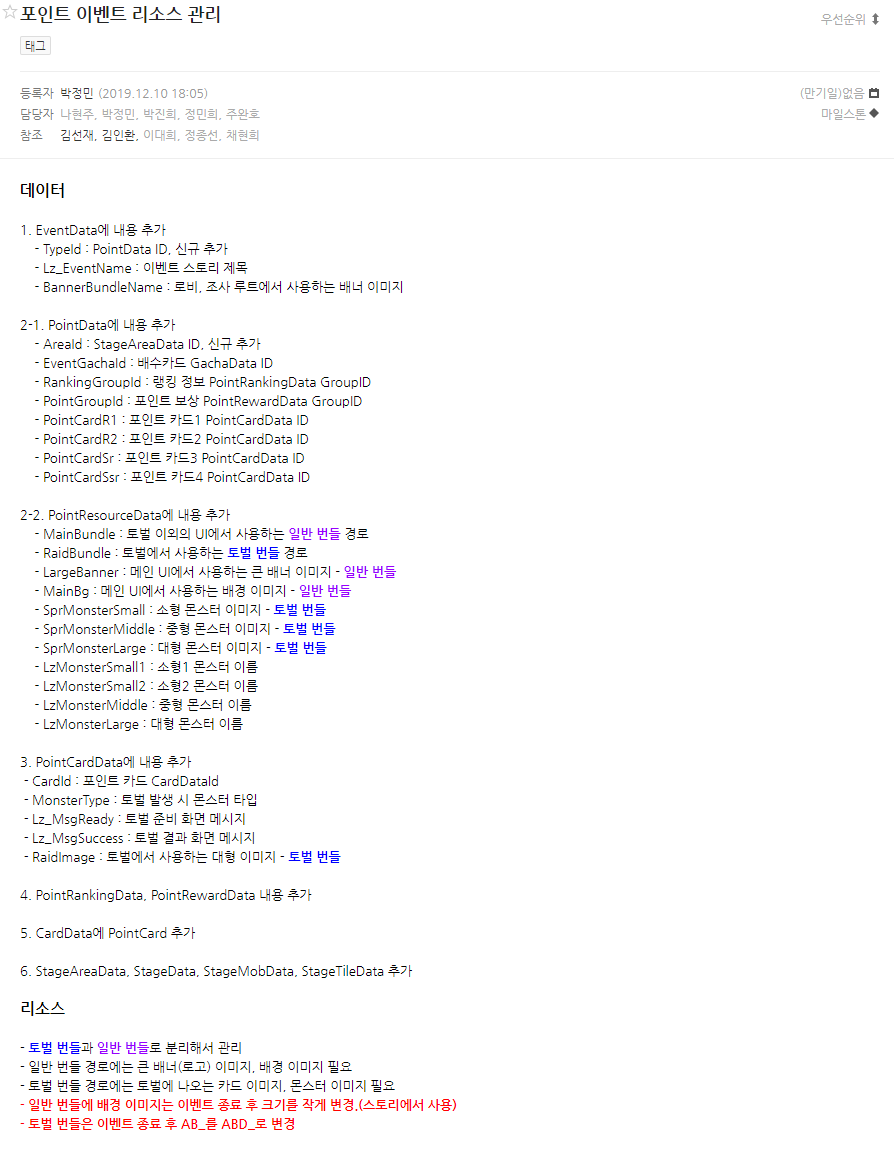 포인트 이벤트 리소스 관리
우선순위
태그
등록자 박정민 (2019.12.10 18:05)
(만기일)없음
담당자 나현주, 박정민, 박진희, 정민희, 주완호
마일스톤
참조 김선재, 김인환, 이대희, 정종선, 채현희
데이터
1. EventData에 내용 추가
- TypeId : PointData ID, 신규 추가
- Lz_EventName : 이벤트 스토리 제목
- BannerBundleName : 로비, 조사 루트에서 사용하는 배너 이미지
2-1. PointData에 내용 추가
- AreaId : StageAreaData ID, 신규 추가
- EventGachaId : 배수카드 GachaData ID
- RankingGroupId : 랭킹 정보 PointRankingData GroupID
- PointGroupId : 포인트 보상 PointRewardData GroupID
- PointCardR1 : 포인트 카드1 PointCardData ID
- PointCardR2 : 포인트 카드2 PointCardData ID
- PointCardSr : 포인트 카드3 PointCardData ID
- PointCardSsr : 포인트 카드4 PointCardData ID
2-2. PointResourceData에 내용 추가
- MainBundle : 토벌 이외의 UI에서 사용하는 일반 번들 경로
- RaidBundle : 토벌에서 사용하는 토벌 번들 경로
- LargeBanner : 메인 UI에서 사용하는 큰 배너 이미지 - 일반 번들
- MainBg : 메인 UI에서 사용하는 배경 이미지 - 일반 번들
- SprMonsterSmall : 소형 몬스터 이미지 - 토벌 번들
- SprMonsterMiddle : 중형 몬스터 이미지 - 토벌 번들
- SprMonsterLarge : 대형 몬스터 이미지 - 토벌 번들
- LzMonsterSmall1 : 소형1 몬스터 이름
- LzMonsterSmall2 : 소형2 몬스터 이름
- LzMonsterMiddle : 중형 몬스터 이름
- LzMonsterLarge : 대형 몬스터 이름
3. PointCardData에 내용 추가
- CardId : 포인트 카드 CardDataId
- MonsterType : 토벌 발생 시 몬스터 타입
- Lz_MsgReady : 토벌 준비 화면 메시지
- Lz_MsgSuccess : 토벌 결과 화면 메시지
- RaidImage : 토벌에서 사용하는 대형 이미지 - 토벌 번들
4. PointRankingData, PointRewardData 내용 추가
5. CardData에 PointCard 추가
6. StageAreaData, StageData, StageMobData, StageTileData 추가
리소스
- 토벌 번들과 일반 번들로 분리해서 관리
- 일반 번들 경로에는 큰 배너(로고) 이미지, 배경 이미지 필요
- 토벌 번들 경로에는 토벌에 나오는 카드 이미지, 몬스터 이미지 필요
- 일반 번들에 배경 이미지는 이벤트 종료 후 크기를 작게 변경.(스토리에서 사용)
- 토벌 번들은 이벤트 종료 후 AB_를 ABD_로 변경